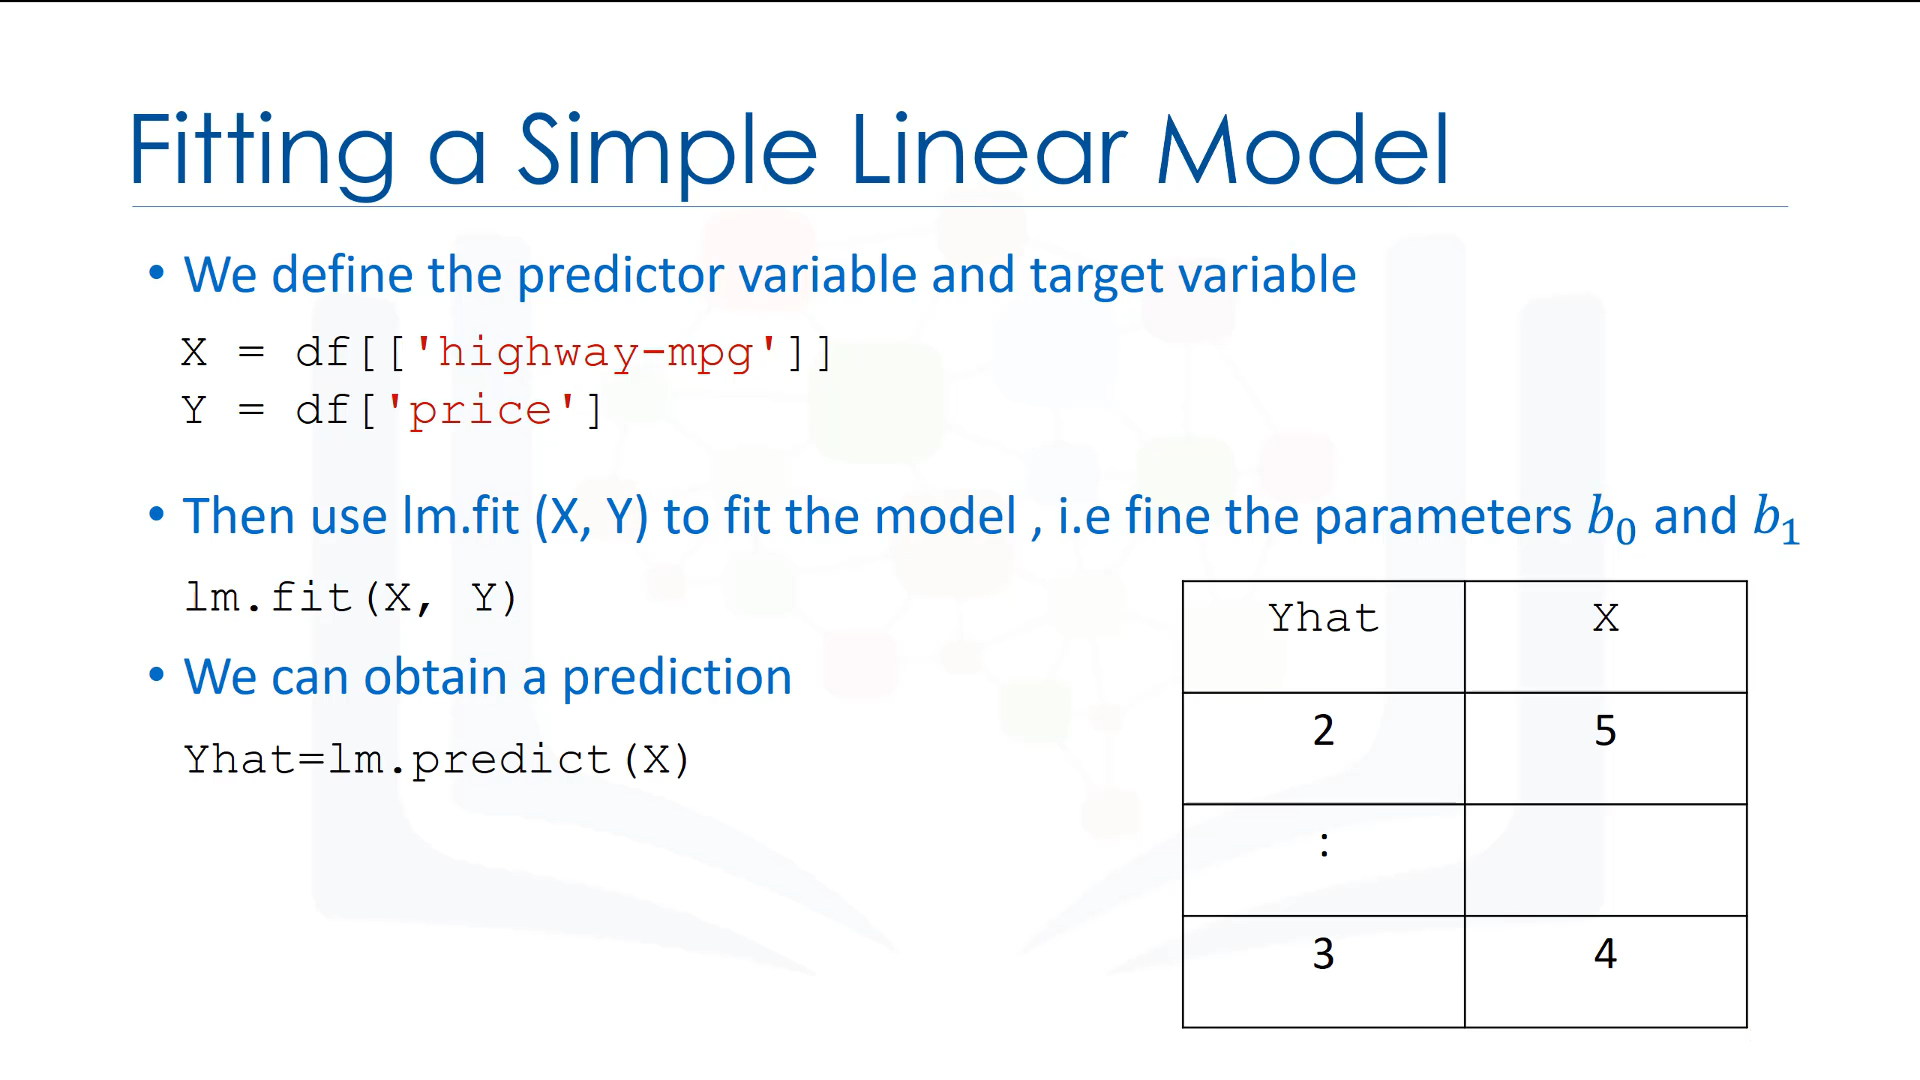 Fitting a Simple Linear Model
• We define the predictor variable and target variable
X = df[['highway-mpg']]
Y = df['price']
• Then use lm.fit (X, Y) to fit the model , i.e fine the parameters b₀ and b₁
lm.fit(X, Y)
• We can obtain a prediction
Yhat=lm.predict(X)
Yhat X
2 5
:
3 4